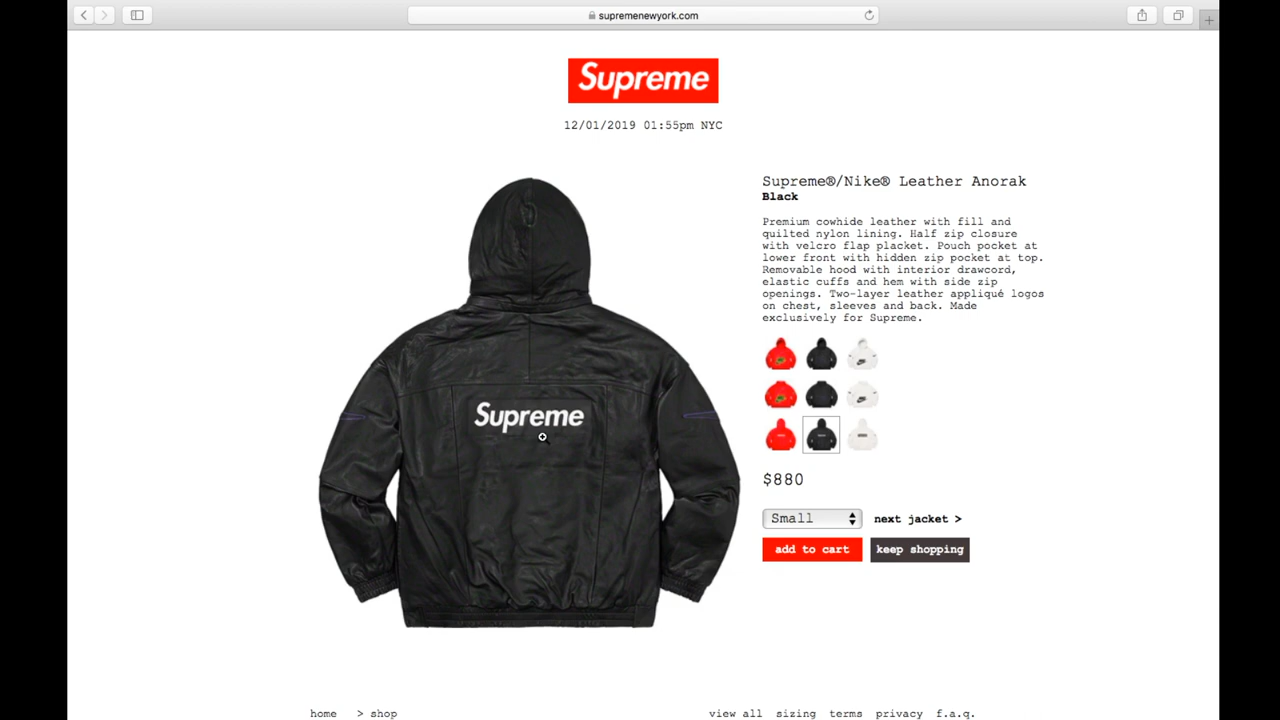 supremenewyork.com
Supreme
12/01/2019 01:55pm NYC
Supreme®/Nike® Leather Anorak
Black
Premium cowhide leather with fill and
quilted nylon lining. Half zip closure
with velcro flap placket. Pouch pocket at
lower front with hidden zip pocket at top.
Removable hood with interior drawcord,
elastic cuffs and hem with side zip
openings. Two-layer leather appliqué logos
on chest, sleeves and back. Made
exclusively for Supreme.
Supreme
$880
Small
next jacket >
add to cart
keep shopping
home > shop
view all sizing terms privacy f.a.q.